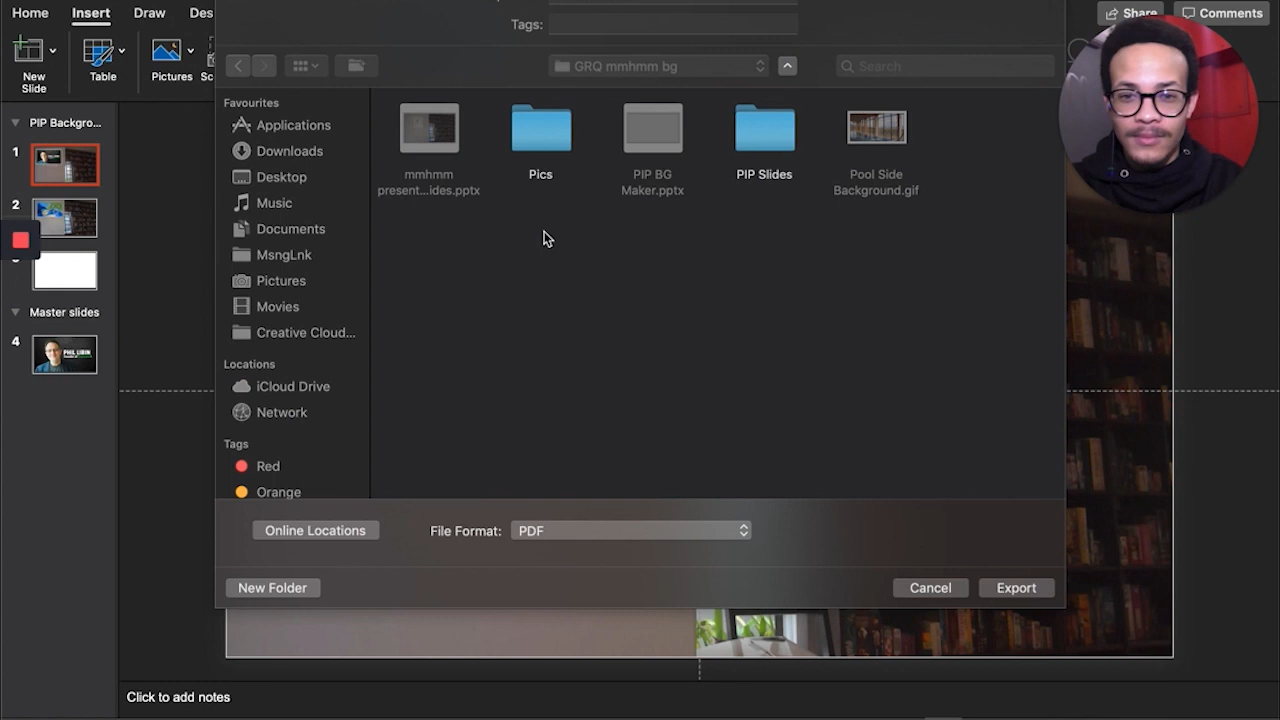 Home
Insert
Draw
Des
Share
Comments
New
Slide
Table
Pictures
Sc
Tags:
GRQ mmhmm bg
Search
PIP Backgro...
1
2
Master slides
4
PHIL LIBIN
Favourites
Applications
Downloads
Desktop
Music
Documents
MsngLnk
Pictures
Movies
Creative Cloud...
Locations
iCloud Drive
Network
Tags
Red
Orange
mmhmm
present...ides.pptx
Pics
PIP BG
Maker.pptx
PIP Slides
Pool Side
Background.gif
Online Locations
File Format:
PDF
New Folder
Cancel
Export
Click to add notes